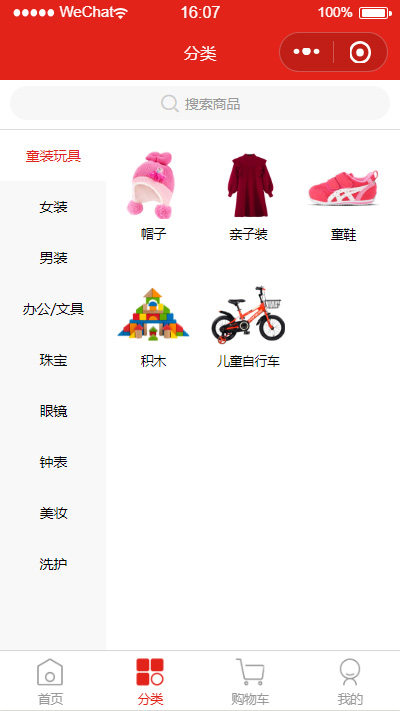 WeChat 16:07 100%
分类
搜索商品
童装玩具
女装
男装
办公/文具
珠宝
眼镜
钟表
美妆
洗护
帽子 亲子装 童鞋
积木 儿童自行车
首页 分类 购物车 我的